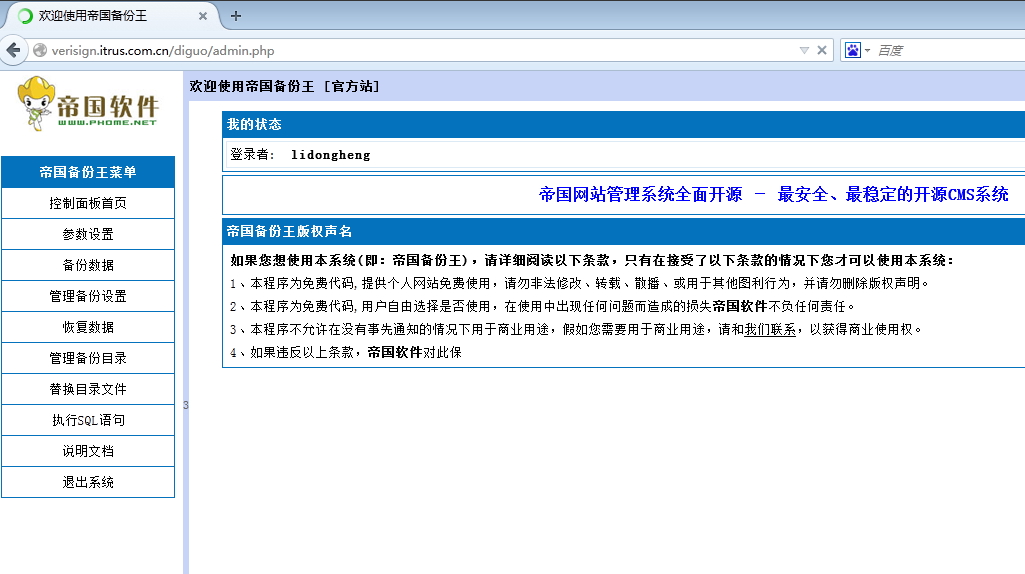 欢迎使用帝国备份王
verisign.itrus.com.cn/diguo/admin.php
百度
帝国软件
WWW.PHOME.NET
欢迎使用帝国备份王 [官方站]
帝国备份王菜单
控制面板首页
参数设置
备份数据
管理备份设置
恢复数据
管理备份目录
替换目录文件
执行SQL语句
说明文档
退出系统
3
我的状态
登录者: lidongheng
帝国网站管理系统全面开源 － 最安全、最稳定的开源CMS系统
帝国备份王版权声名
如果您想使用本系统(即：帝国备份王)，请详细阅读以下条款，只有在接受了以下条款的情况下您才可以使用本系统：
1、本程序为免费代码,提供个人网站免费使用，请勿非法修改、转载、散播、或用于其他图利行为，并请勿删除版权声明。
2、本程序为免费代码,用户自由选择是否使用，在使用中出现任何问题而造成的损失帝国软件不负任何责任。
3、本程序不允许在没有事先通知的情况下用于商业用途，假如您需要用于商业用途，请和我们联系，以获得商业使用权。
4、如果违反以上条款，帝国软件对此保